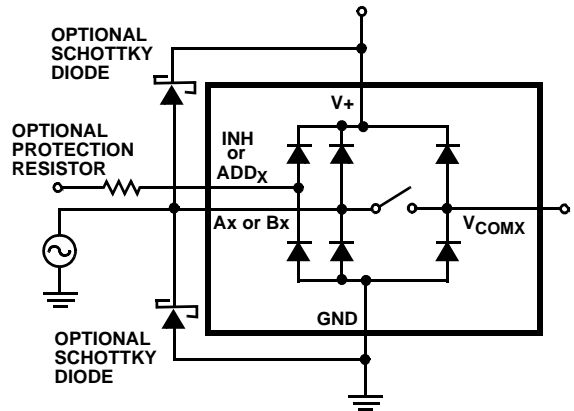 OPTIONAL
SCHOTTKY
DIODE
V+
OPTIONAL
PROTECTION
RESISTOR
INH
or
ADDX
Ax or Bx
VCOMX
GND
OPTIONAL
SCHOTTKY
DIODE